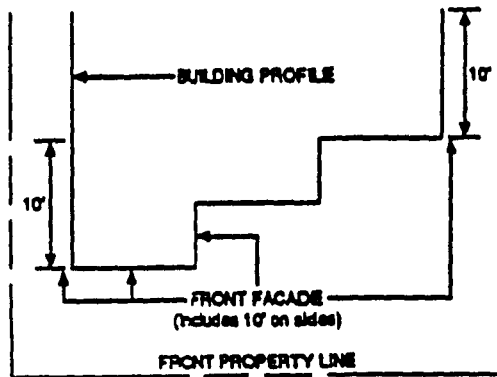 10'
BUILDING PROFILE
10'
FRONT FACADE
(includes 10' on sides)
FRONT PROPERTY LINE